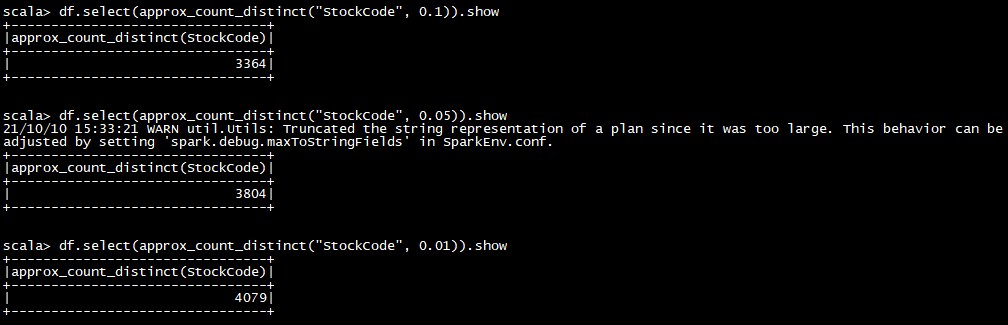 scala> df.select(approx_count_distinct("StockCode", 0.1)).show
+--------------------------------+
|approx_count_distinct(StockCode)|
+--------------------------------+
|                            3364|
+--------------------------------+
scala> df.select(approx_count_distinct("StockCode", 0.05)).show
21/10/10 15:33:21 WARN util.Utils: Truncated the string representation of a plan since it was too large. This behavior can be
adjusted by setting 'spark.debug.maxToStringFields' in SparkEnv.conf.
+--------------------------------+
|approx_count_distinct(StockCode)|
+--------------------------------+
|                            3804|
+--------------------------------+
scala> df.select(approx_count_distinct("StockCode", 0.01)).show
+--------------------------------+
|approx_count_distinct(StockCode)|
+--------------------------------+
|                            4079|
+--------------------------------+